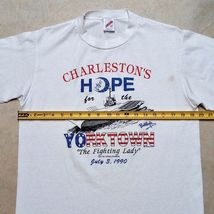 CHARLESTON'S
HOPE
for the
YORKTOWN
"The Fighting Lady"
July 3, 1990